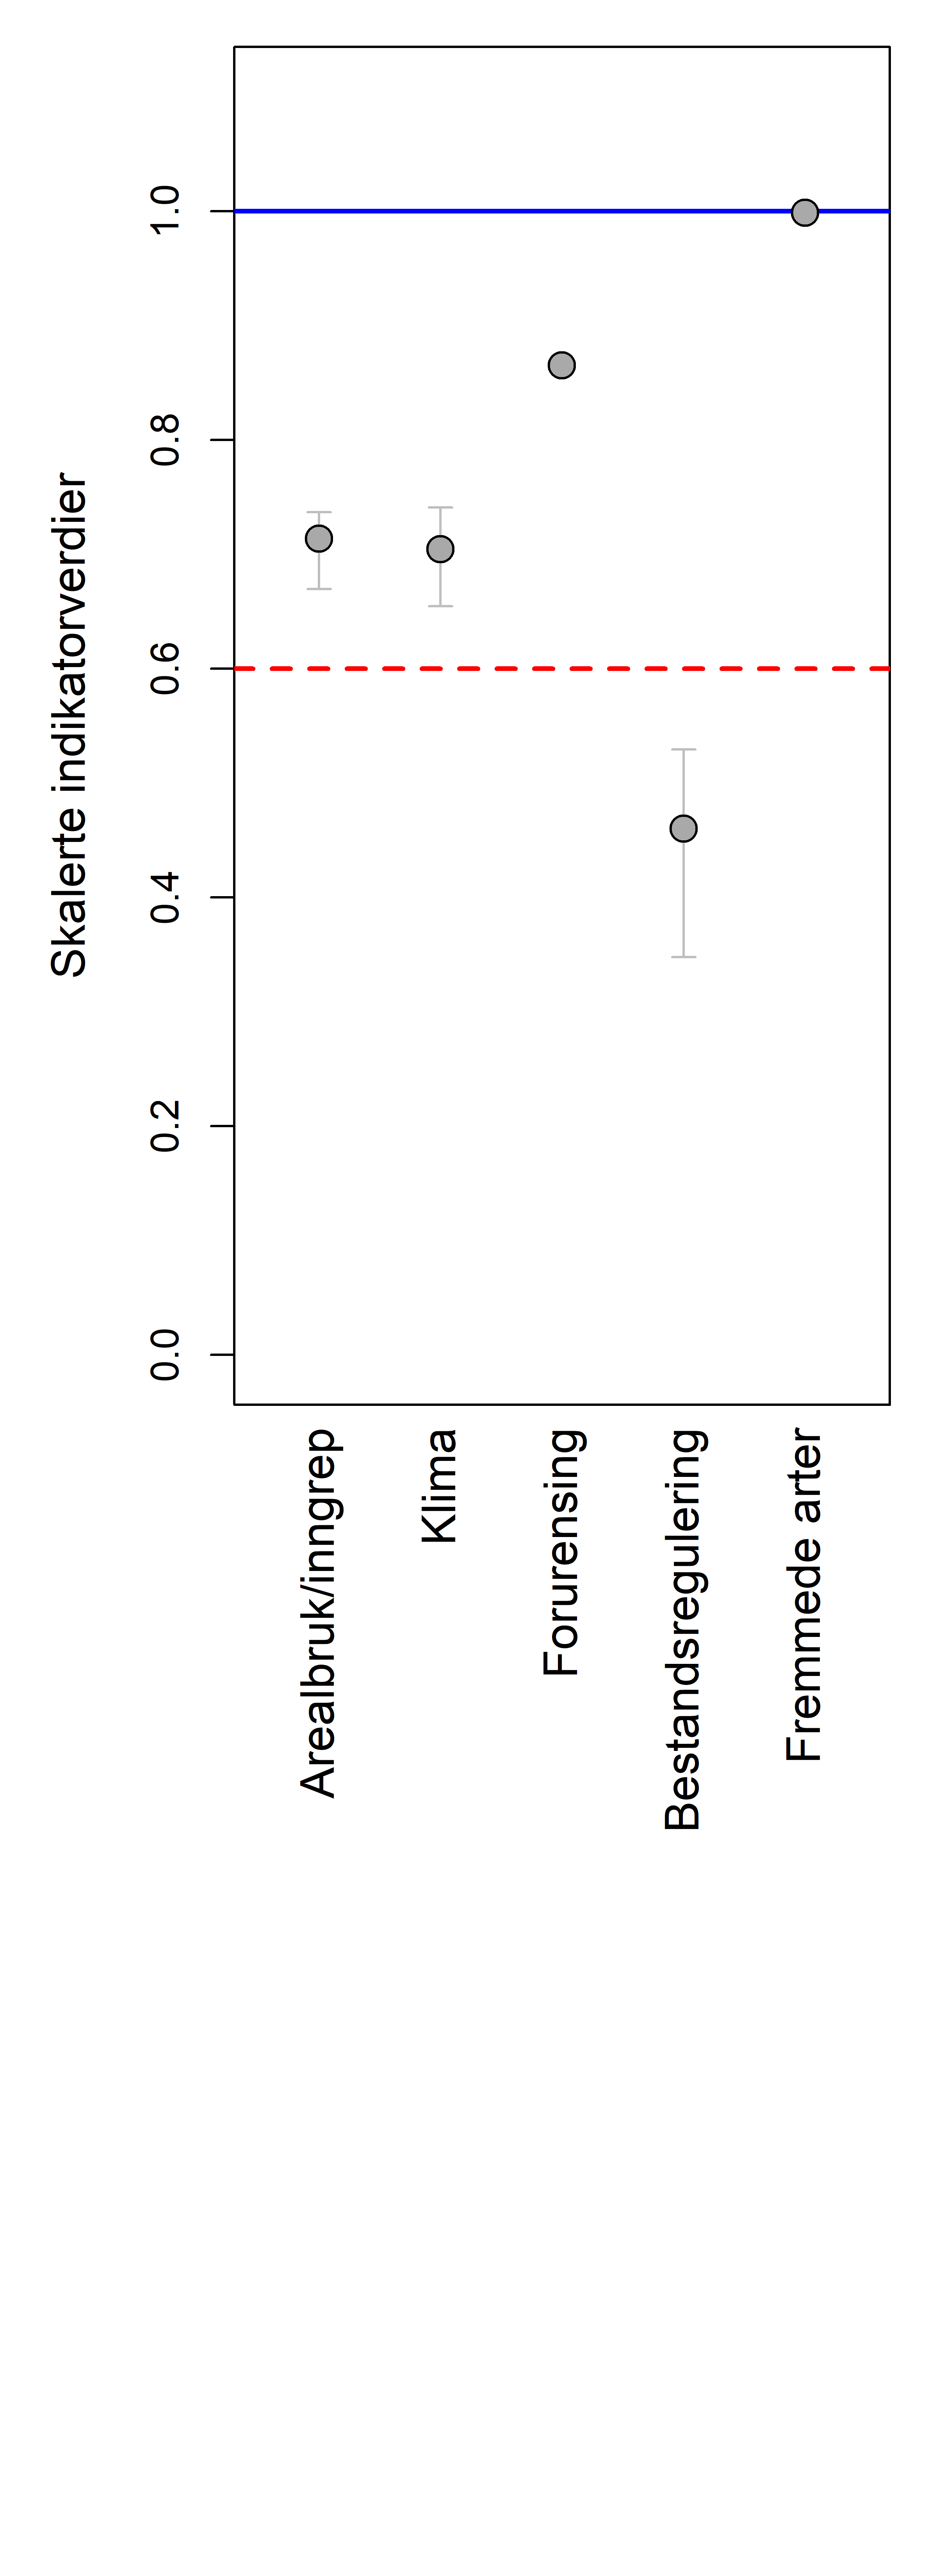 Skalerte indikatorverdier
1.0
0.8
0.6
0.4
0.2
0.0
Arealbruk/inngrep
Klima
Forurensing
Bestandsregulering
Fremmede arter